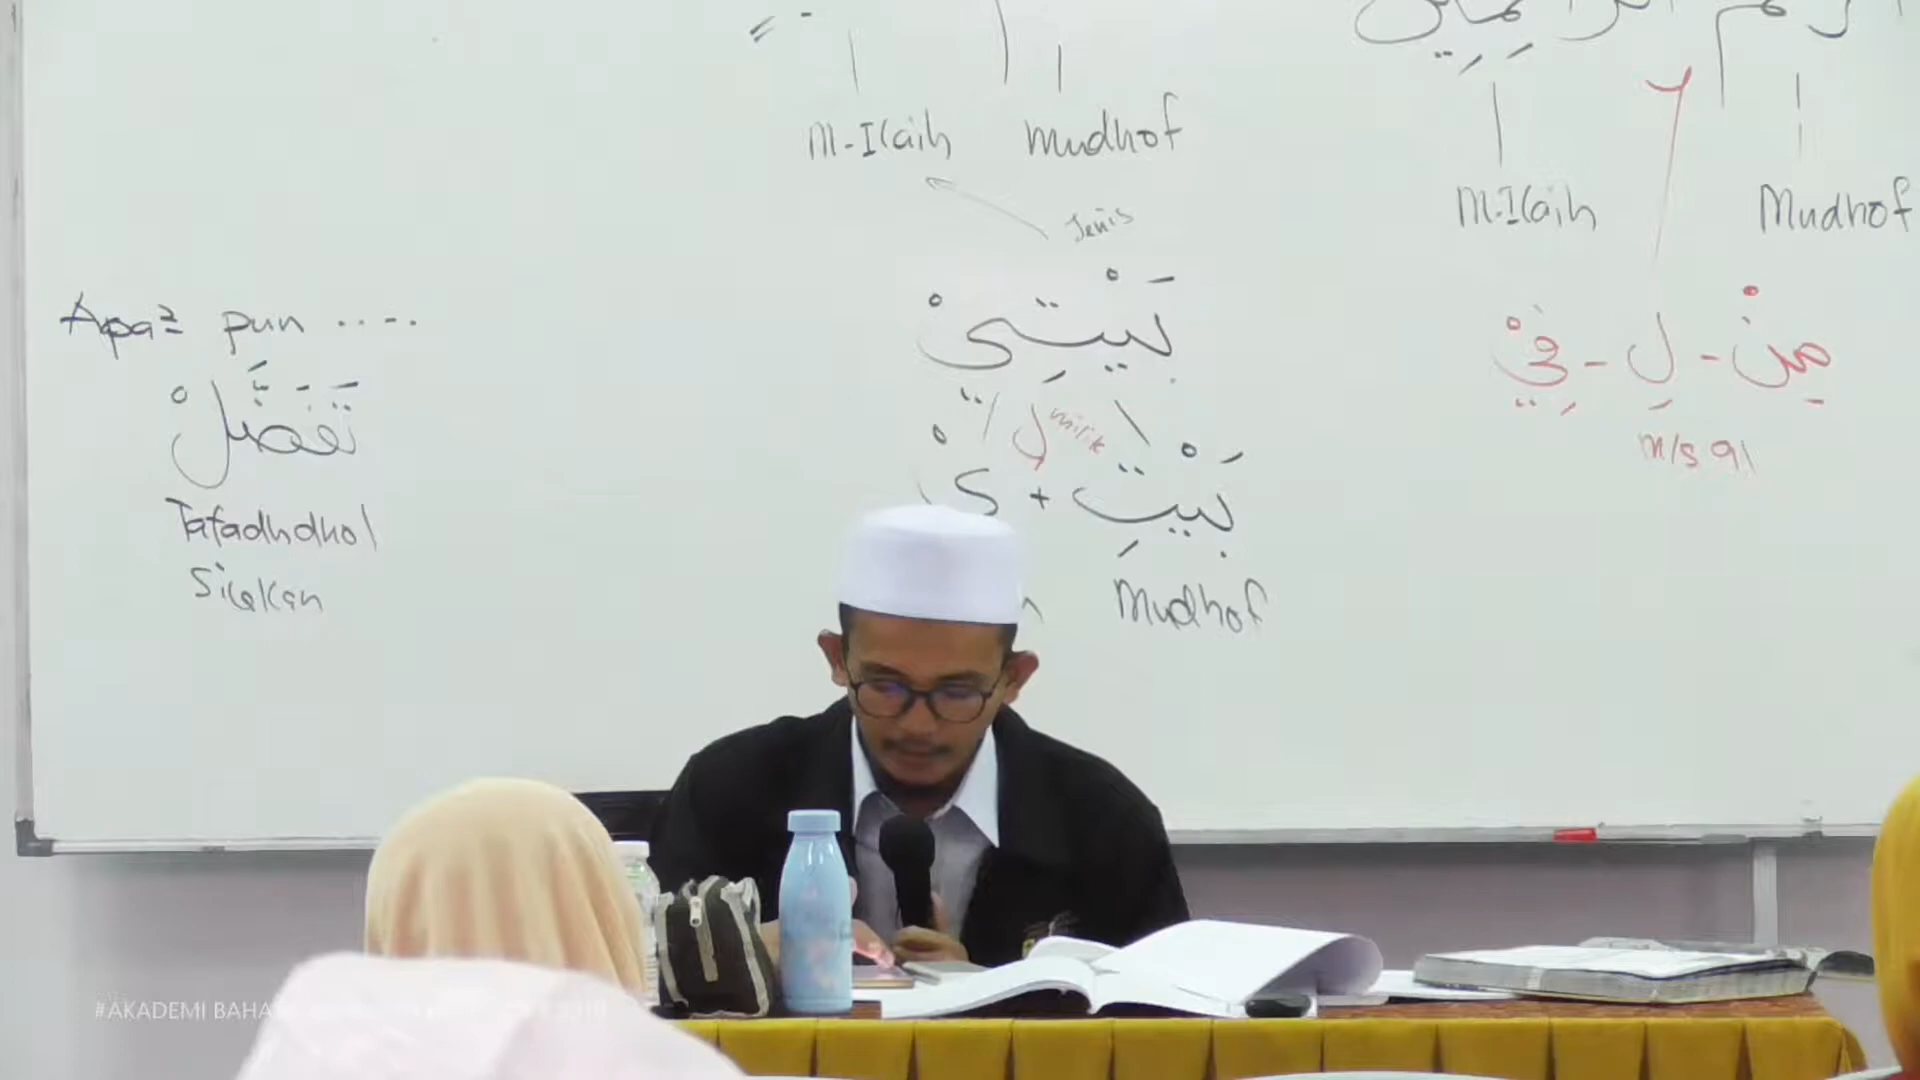 M-Ilaih Mudhof
M.Ilaih Mudhof
Jenis
Apa2 pun ....
تَفَضَّلْ
Tafadhdhol
Silakan
بَيْتِيْ
لِ milik
بَيْتِ + يْ
Mudhof
مِنْ - لِ - فِيْ
m/s 91
#AKADEMI BAHA